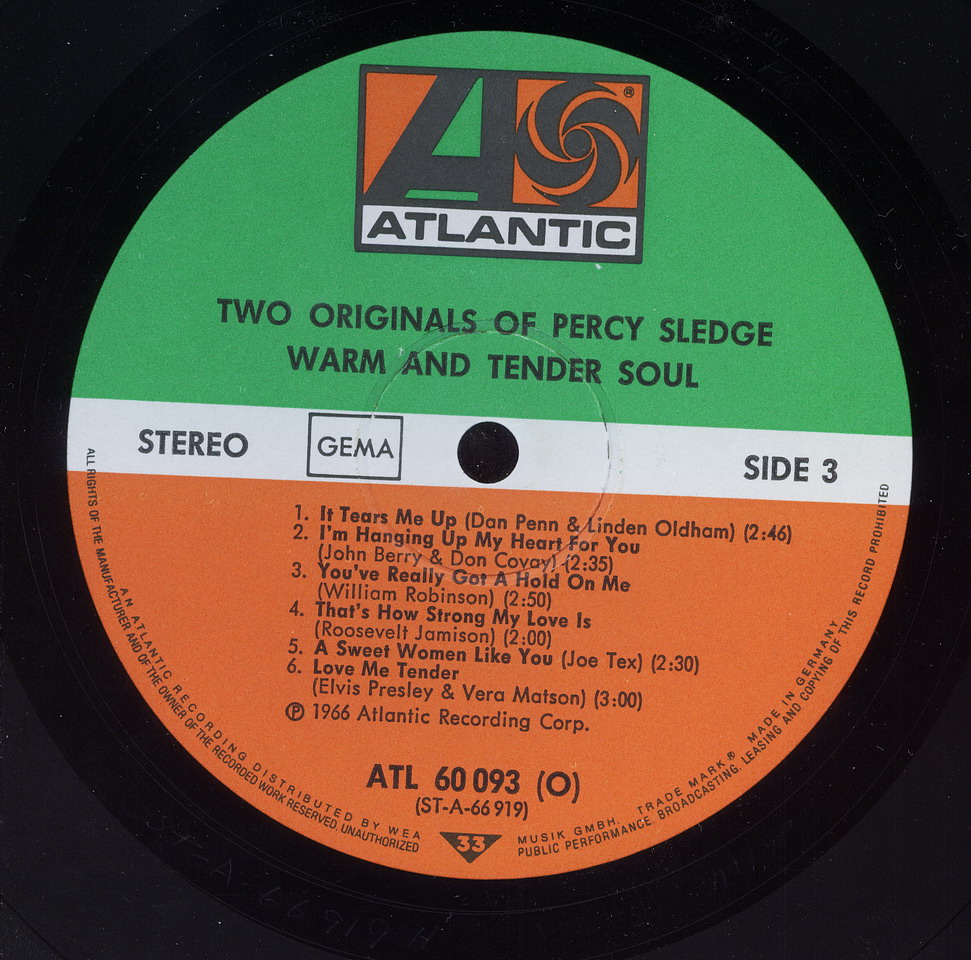 A
®
ATLANTIC
TWO ORIGINALS OF PERCY SLEDGE
WARM AND TENDER SOUL
STEREO
GEMA
SIDE 3
1. It Tears Me Up (Dan Penn & Linden Oldham) (2:46)
2. I'm Hanging Up My Heart For You
(John Berry & Don Covay) (2:35)
3. You've Really Got A Hold On Me
(William Robinson) (2:50)
4. That's How Strong My Love Is
(Roosevelt Jamison) (2:00)
5. A Sweet Women Like You (Joe Tex) (2:30)
6. Love Me Tender
(Elvis Presley & Vera Matson) (3:00)
Ⓟ 1966 Atlantic Recording Corp.
ATL 60 093 (O)
(ST-A-66 919)
33
AN ATLANTIC RECORDING DISTRIBUTED BY WEA MUSIK GMBH. TRADE MARK® MADE IN GERMANY
ALL RIGHTS OF THE MANUFACTURER AND OF THE OWNER OF THE RECORDED WORK RESERVED. UNAUTHORIZED PUBLIC PERFORMANCE, BROADCASTING, LEASING AND COPYING OF THIS RECORD PROHIBITED